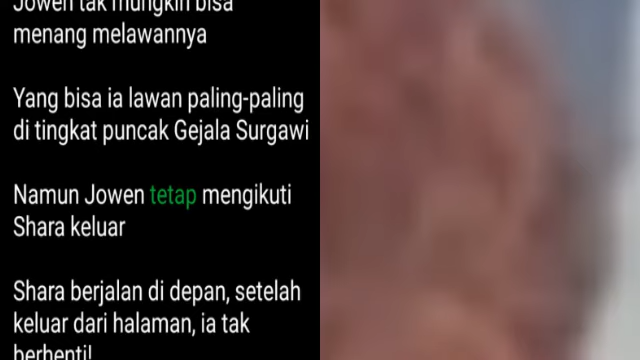 Jowen tak mungkin bisa
menang melawannya
Yang bisa ia lawan paling-paling
di tingkat puncak Gejala Surgawi
Namun Jowen tetap mengikuti
Shara keluar
Shara berjalan di depan, setelah
keluar dari halaman, ia tak
berhenti!